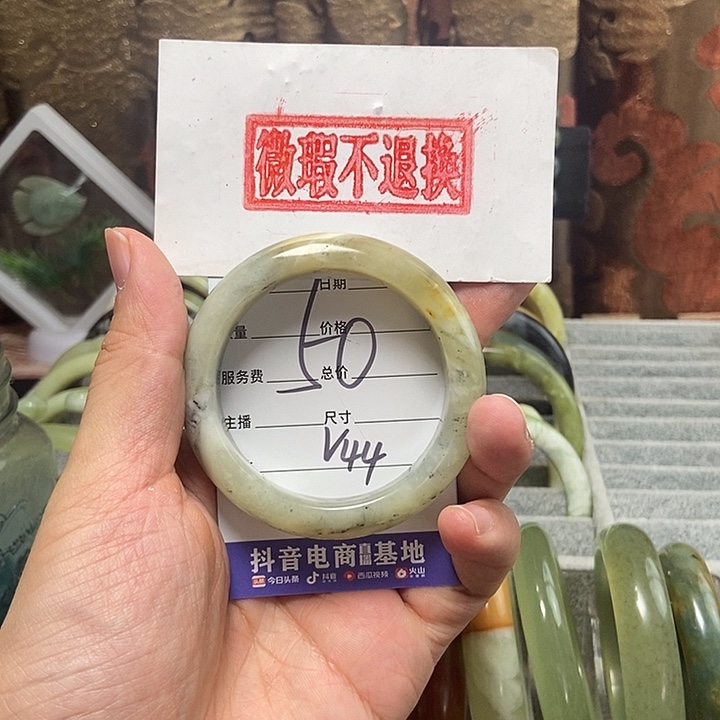 微瑕不退换
日期
量 价格
50
服务费 总价
主播 尺寸
V44
抖音电商直播基地
今日头条 抖音 西瓜视频 火山